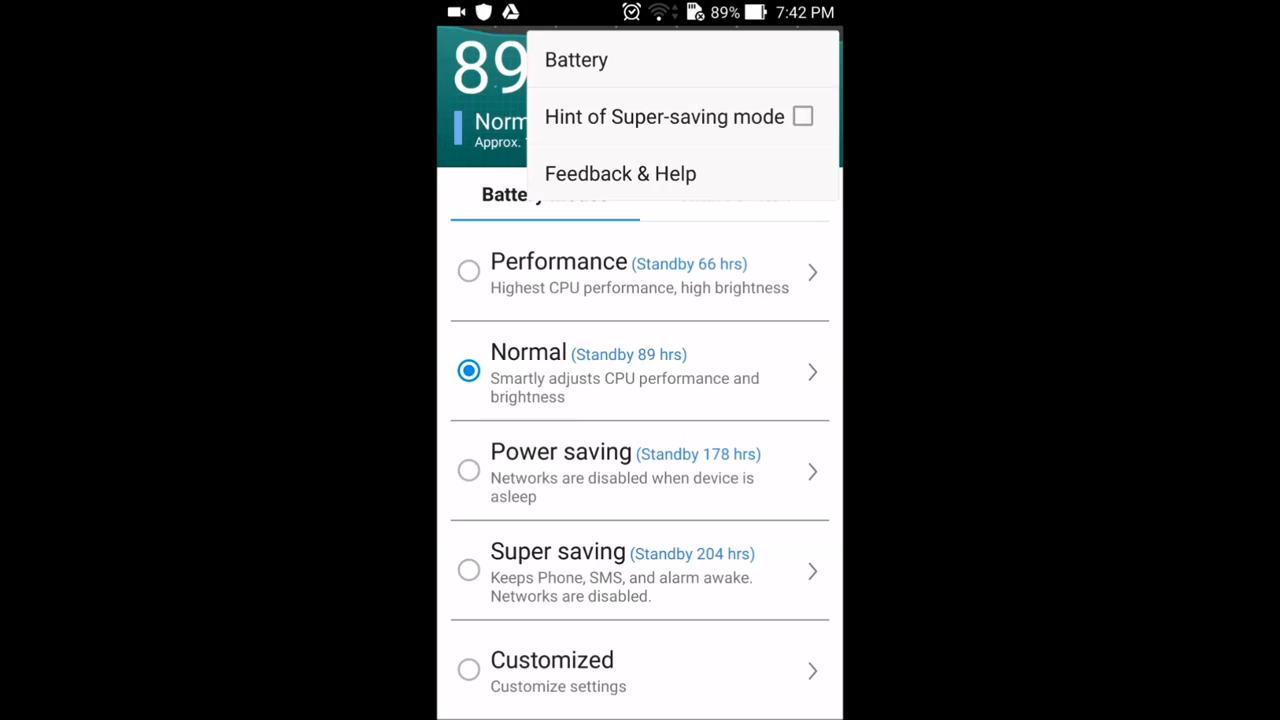 89% 7:42 PM
89
Battery
Hint of Super-saving mode
Feedback & Help
Norm
Approx.
Batte
Performance (Standby 66 hrs)
Highest CPU performance, high brightness
Normal (Standby 89 hrs)
Smartly adjusts CPU performance and
brightness
Power saving (Standby 178 hrs)
Networks are disabled when device is
asleep
Super saving (Standby 204 hrs)
Keeps Phone, SMS, and alarm awake.
Networks are disabled.
Customized
Customize settings